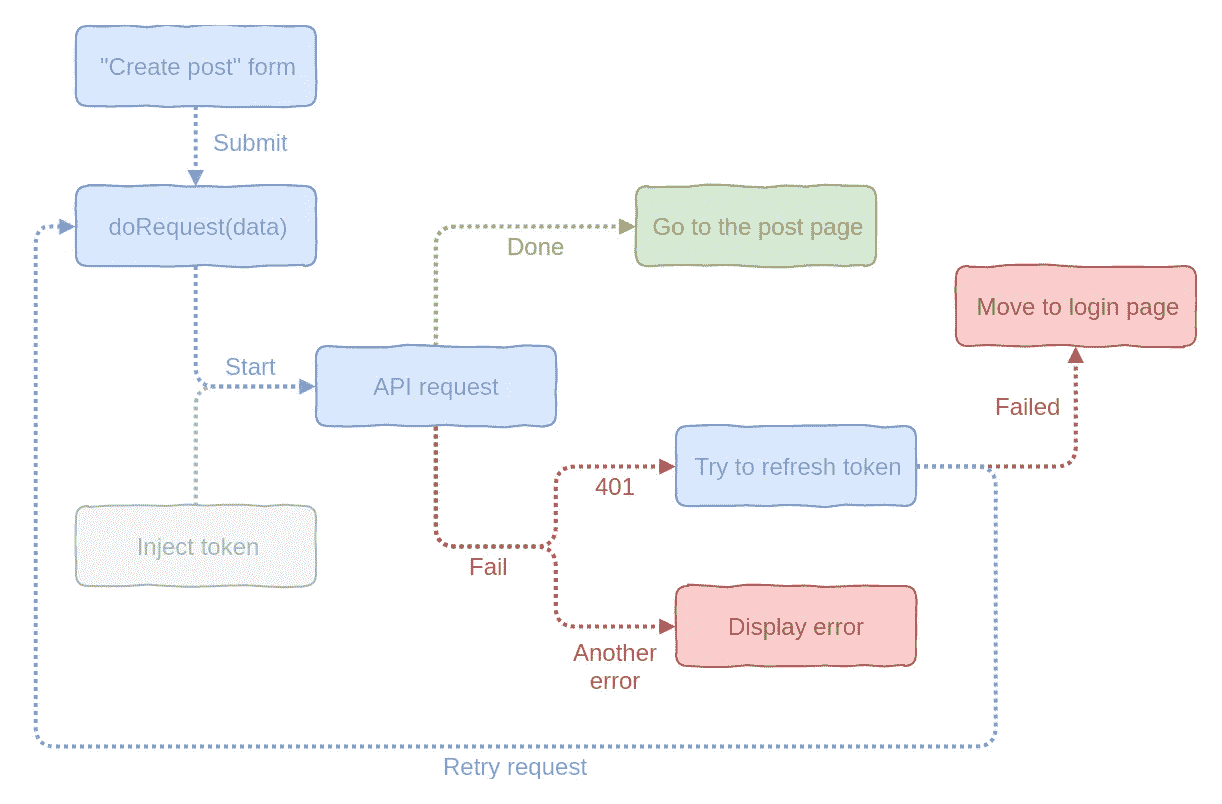 "Create post" form
Submit
doRequest(data)
Done
Go to the post page
Move to login page
Start
API request
Failed
Try to refresh token
401
Inject token
Fail
Display error
Another
error
Retry request